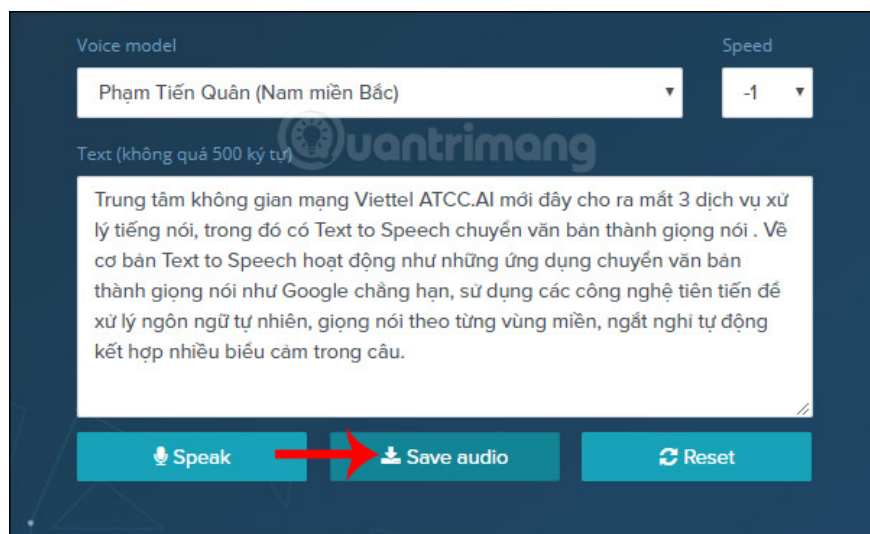 Voice model
Speed
Phạm Tiến Quân (Nam miền Bắc)
-1
Quantrimang
Text (không quá 500 ký tự)
Trung tâm không gian mạng Viettel ATCC.AI mới đây cho ra mắt 3 dịch vụ xử
lý tiếng nói, trong đó có Text to Speech chuyển văn bản thành giọng nói . Về
cơ bản Text to Speech hoạt động như những ứng dụng chuyển văn bản
thành giọng nói như Google chẳng hạn, sử dụng các công nghệ tiên tiến để
xử lý ngôn ngữ tự nhiên, giọng nói theo từng vùng miền, ngắt nghỉ tự động
kết hợp nhiều biểu cảm trong câu.
Speak
Save audio
Reset